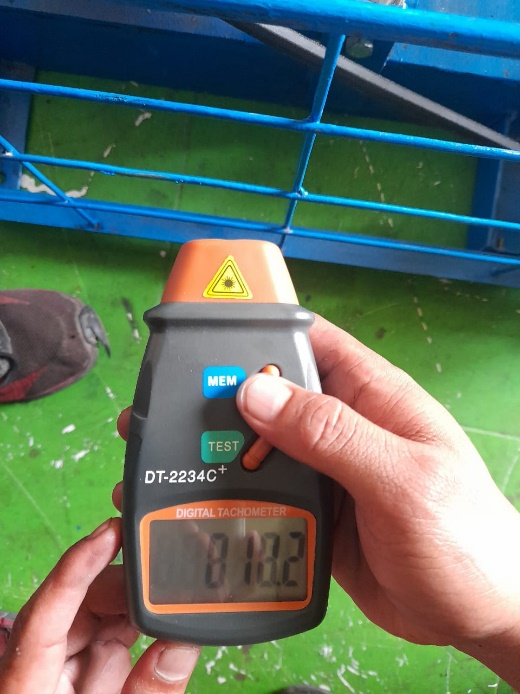 MEM
TEST
DT-2234C+
DIGITAL TACHOMETER
818.2